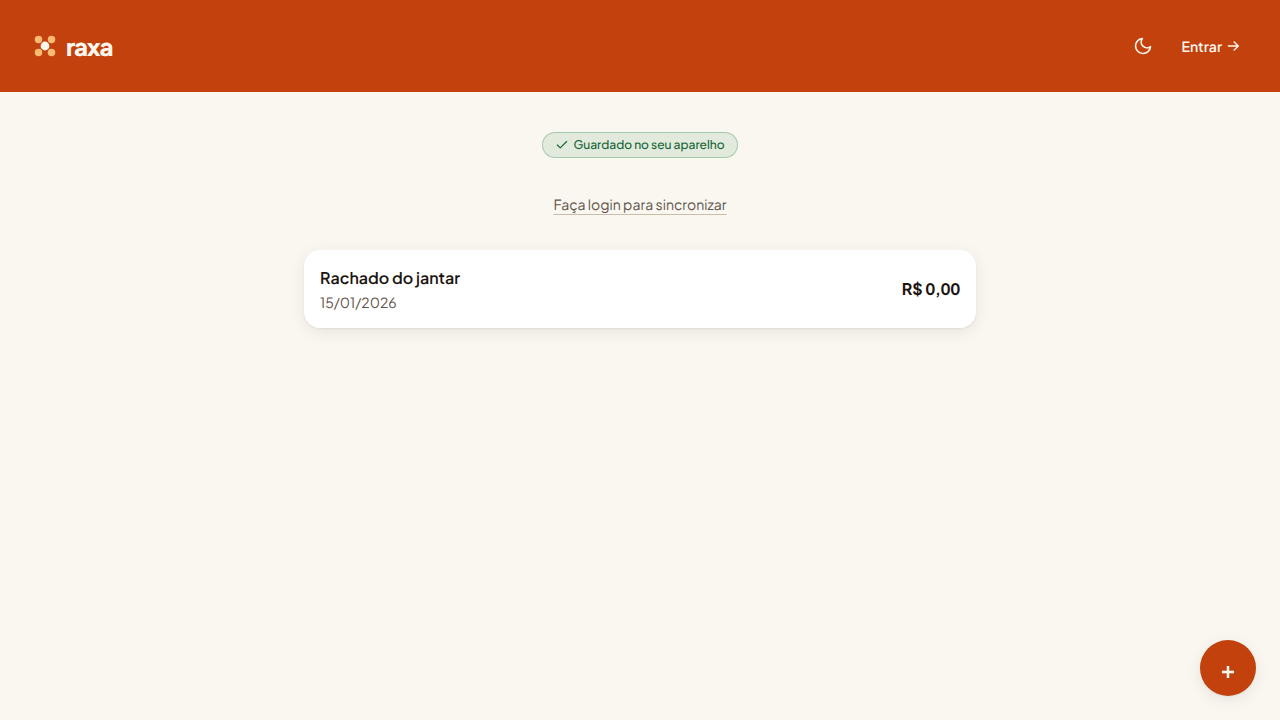 raxa
Entrar →
Guardado no seu aparelho
Faça login para sincronizar
Rachado do jantar
15/01/2026
R$ 0,00
+